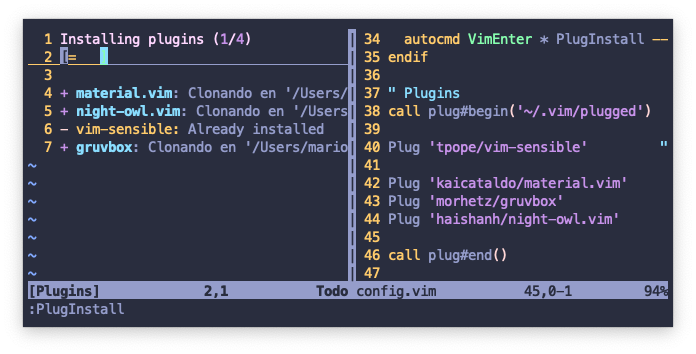 1 Installing plugins (1/4)
2 [=   ]
3
4 + material.vim: Clonando en '/Users/
5 + night-owl.vim: Clonando en '/Users
6 - vim-sensible: Already installed
7 + gruvbox: Clonando en '/Users/mario
~
~
~
~
~
~
~
[Plugins] 2,1 Todo
34 autocmd VimEnter * PlugInstall --
35 endif
36
37 " Plugins
38 call plug#begin('~/.vim/plugged')
39
40 Plug 'tpope/vim-sensible' "
41
42 Plug 'kaicataldo/material.vim'
43 Plug 'morhetz/gruvbox'
44 Plug 'haishanh/night-owl.vim'
45
46 call plug#end()
47
config.vim 45,0-1 94%
:PlugInstall